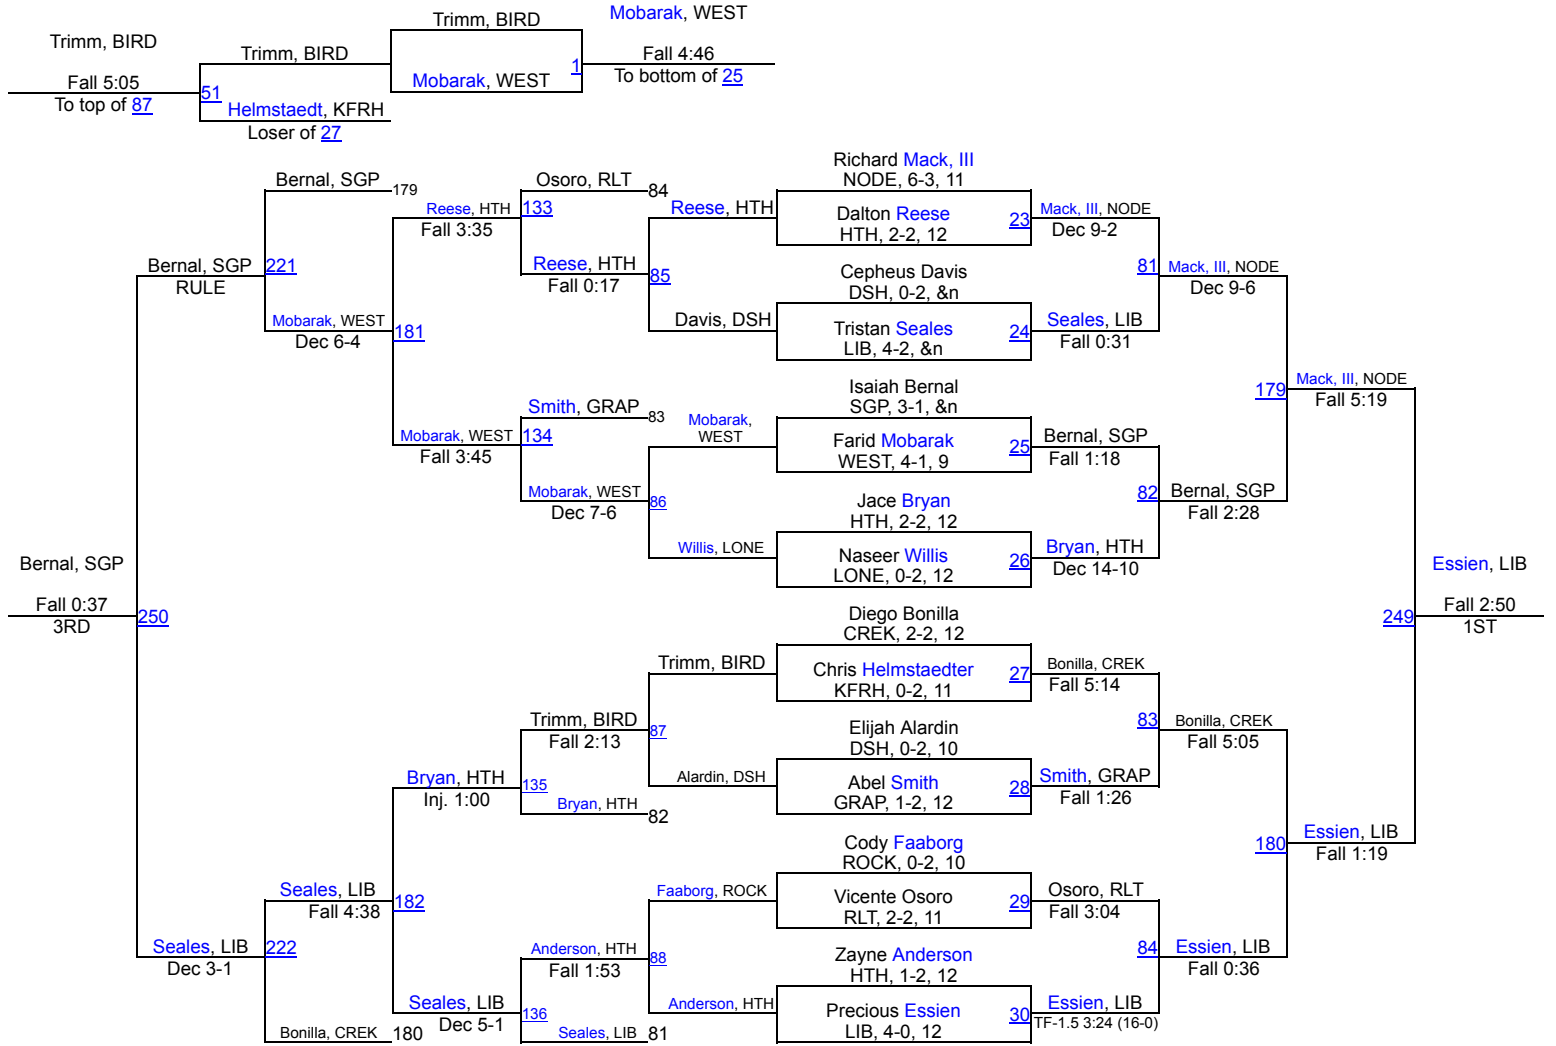 Trimm, BIRD
Mobarak, WEST
Trimm, BIRD
Trimm, BIRD
Fall 5:05
Mobarak, WEST
1
Fall 4:46
To bottom of 25
51
To top of 87
Helmstaedt, KFRH
Loser of 27
Richard Mack, III
NODE, 6-3, 11
Dalton Reese
HTH, 2-2, 12
23
Cepheus Davis
DSH, 0-2, &n
Tristan Seales
LIB, 4-2, &n
24
Isaiah Bernal
SGP, 3-1, &n
Farid Mobarak
WEST, 4-1, 9
25
Jace Bryan
HTH, 2-2, 12
Naseer Willis
LONE, 0-2, 12
26
Diego Bonilla
CREK, 2-2, 12
Chris Helmstaedter
KFRH, 0-2, 11
27
Elijah Alardin
DSH, 0-2, 10
Abel Smith
GRAP, 1-2, 12
28
Cody Faaborg
ROCK, 0-2, 10
Vicente Osoro
RLT, 2-2, 11
29
Zayne Anderson
HTH, 1-2, 12
Precious Essien
LIB, 4-0, 12
30
Mack, III, NODE
Dec 9-2
81
Seales, LIB
Fall 0:31
Bernal, SGP
Fall 1:18
82
Bryan, HTH
Dec 14-10
Bonilla, CREK
Fall 5:14
83
Smith, GRAP
Fall 1:26
Osoro, RLT
Fall 3:04
84
Essien, LIB
TF-1.5 3:24 (16-0)
Mack, III, NODE
Dec 9-6
179
Bernal, SGP
Fall 2:28
Bonilla, CREK
Fall 5:05
180
Essien, LIB
Fall 0:36
Mack, III, NODE
Fall 5:19
249
Essien, LIB
Fall 1:19
Essien, LIB
Fall 2:50
1ST
Reese, HTH
85
Davis, DSH
Mobarak,
WEST
86
Willis, LONE
Trimm, BIRD
87
Alardin, DSH
Faaborg, ROCK
88
Anderson, HTH
Osoro, RLT
84
133
Reese, HTH
Fall 0:17
Smith, GRAP
83
134
Mobarak, WEST
Dec 7-6
Trimm, BIRD
Fall 2:13
135
Bryan, HTH
82
Anderson, HTH
Fall 1:53
136
Seales, LIB
81
Reese, HTH
Fall 3:35
181
Mobarak, WEST
Fall 3:45
Bryan, HTH
Inj. 1:00
182
Seales, LIB
Dec 5-1
Bernal, SGP
179
221
Mobarak, WEST
Dec 6-4
Seales, LIB
Fall 4:38
222
Bonilla, CREK
180
Bernal, SGP
RULE
250
Seales, LIB
Dec 3-1
Bernal, SGP
Fall 0:37
3RD